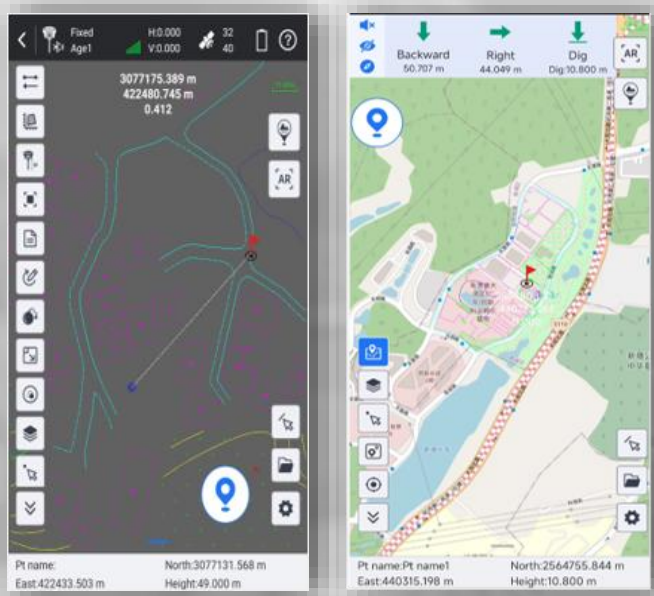 Fixed
Age1
H:0.000
V:0.000
32
40
3077175.389 m
422480.745 m
0.412
AR
Pt name:
North:3077131.568 m
East:422433.503 m
Height:49.000 m
Backward
50.707 m
Right
44.049 m
Dig
Dig:10.800 m
AR
Pt name:Pt name1
North:2564755.844 m
East:440315.198 m
Height:10.800 m